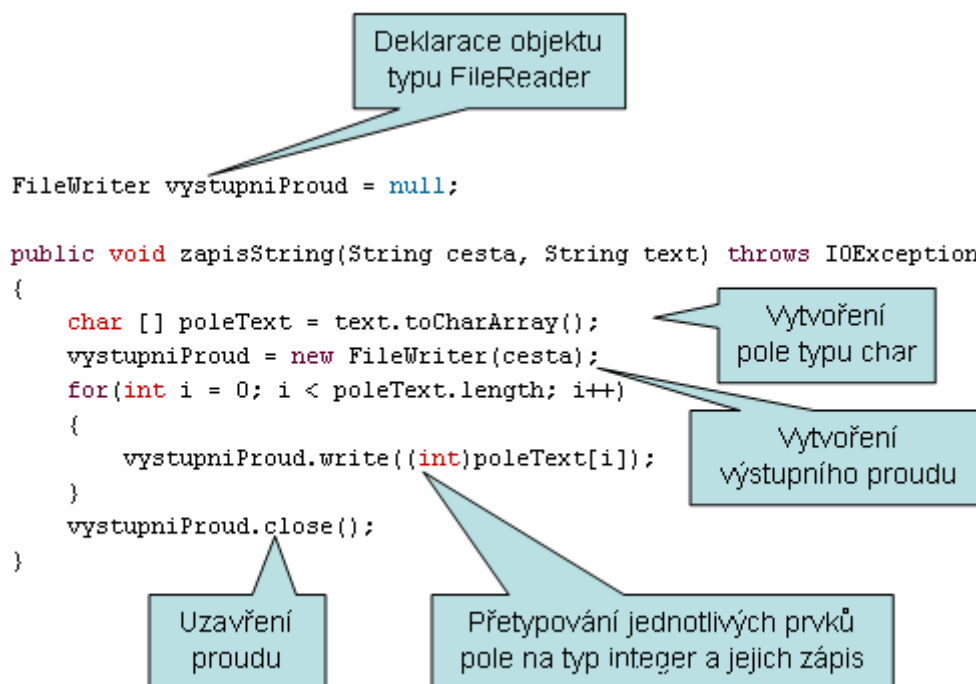 Deklarace objektu
typu FileReader
FileWriter vystupniProud = null;
public void zapisString(String cesta, String text) throws IOException
{
char [] poleText = text.toCharArray();
Vytvoření
pole typu char
vystupniProud = new FileWriter(cesta);
for(int i = 0; i < poleText.length; i++)
{
Vytvoření
výstupního proudu
vystupniProud.write((int)poleText[i]);
}
vystupniProud.close();
}
Uzavření
proudu
Přetypování jednotlivých prvků
pole na typ integer a jejich zápis